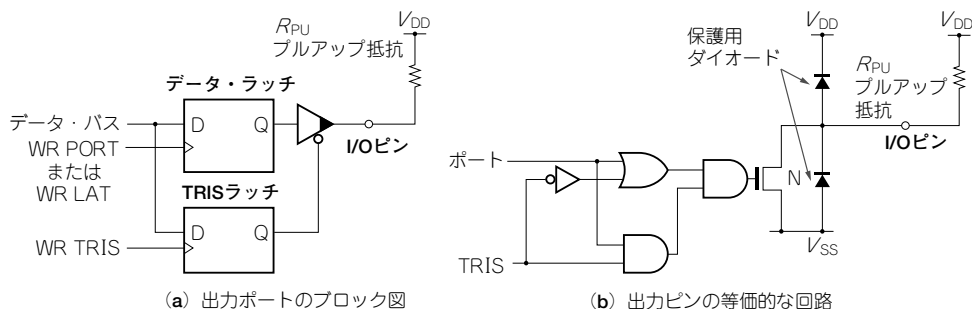 V_DD
R_PU
プルアップ抵抗
データ・ラッチ
データ・バス
D
Q
WR PORT
または
WR LAT
I/Oピン
TRISラッチ
D
Q
WR TRIS
(a) 出力ポートのブロック図
V_DD
V_DD
保護用
ダイオード
R_PU
プルアップ
抵抗
I/Oピン
ポート
N
TRIS
V_SS
(b) 出力ピンの等価的な回路